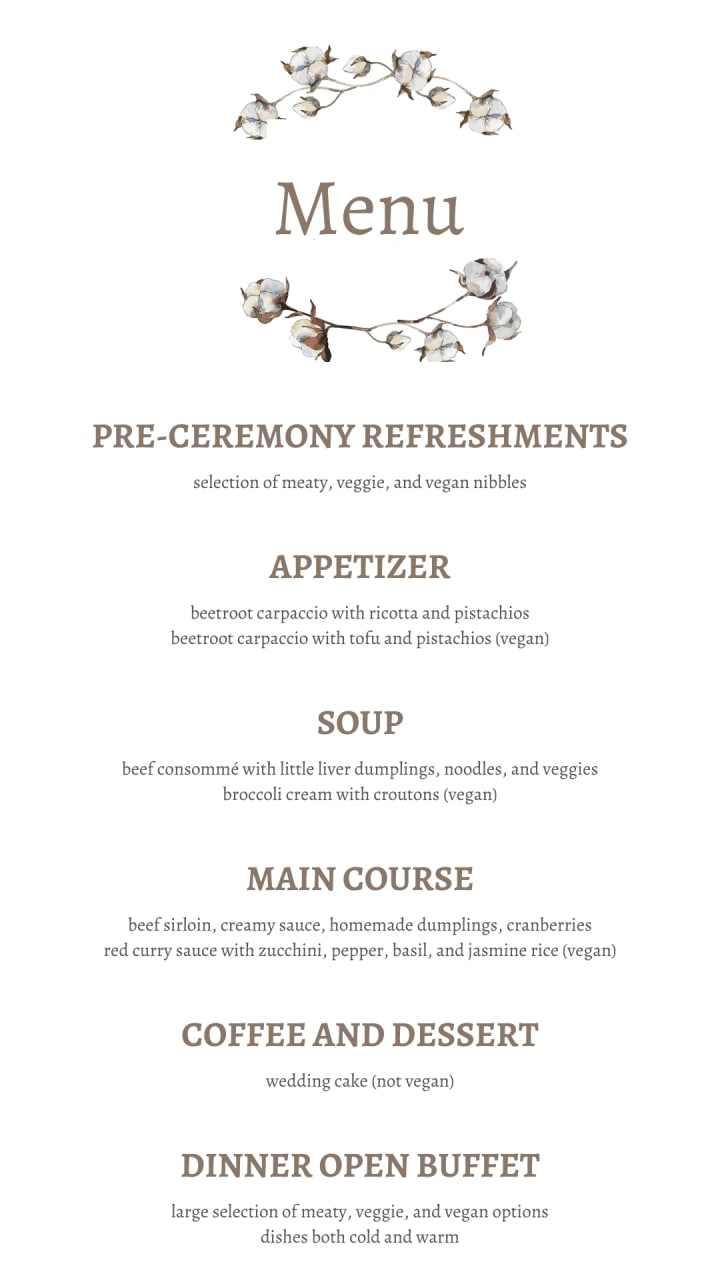 Menu
PRE-CEREMONY REFRESHMENTS
selection of meaty, veggie, and vegan nibbles
APPETIZER
beetroot carpaccio with ricotta and pistachios
beetroot carpaccio with tofu and pistachios (vegan)
SOUP
beef consommé with little liver dumplings, noodles, and veggies
broccoli cream with croutons (vegan)
MAIN COURSE
beef sirloin, creamy sauce, homemade dumplings, cranberries
red curry sauce with zucchini, pepper, basil, and jasmine rice (vegan)
COFFEE AND DESSERT
wedding cake (not vegan)
DINNER OPEN BUFFET
large selection of meaty, veggie, and vegan options
dishes both cold and warm